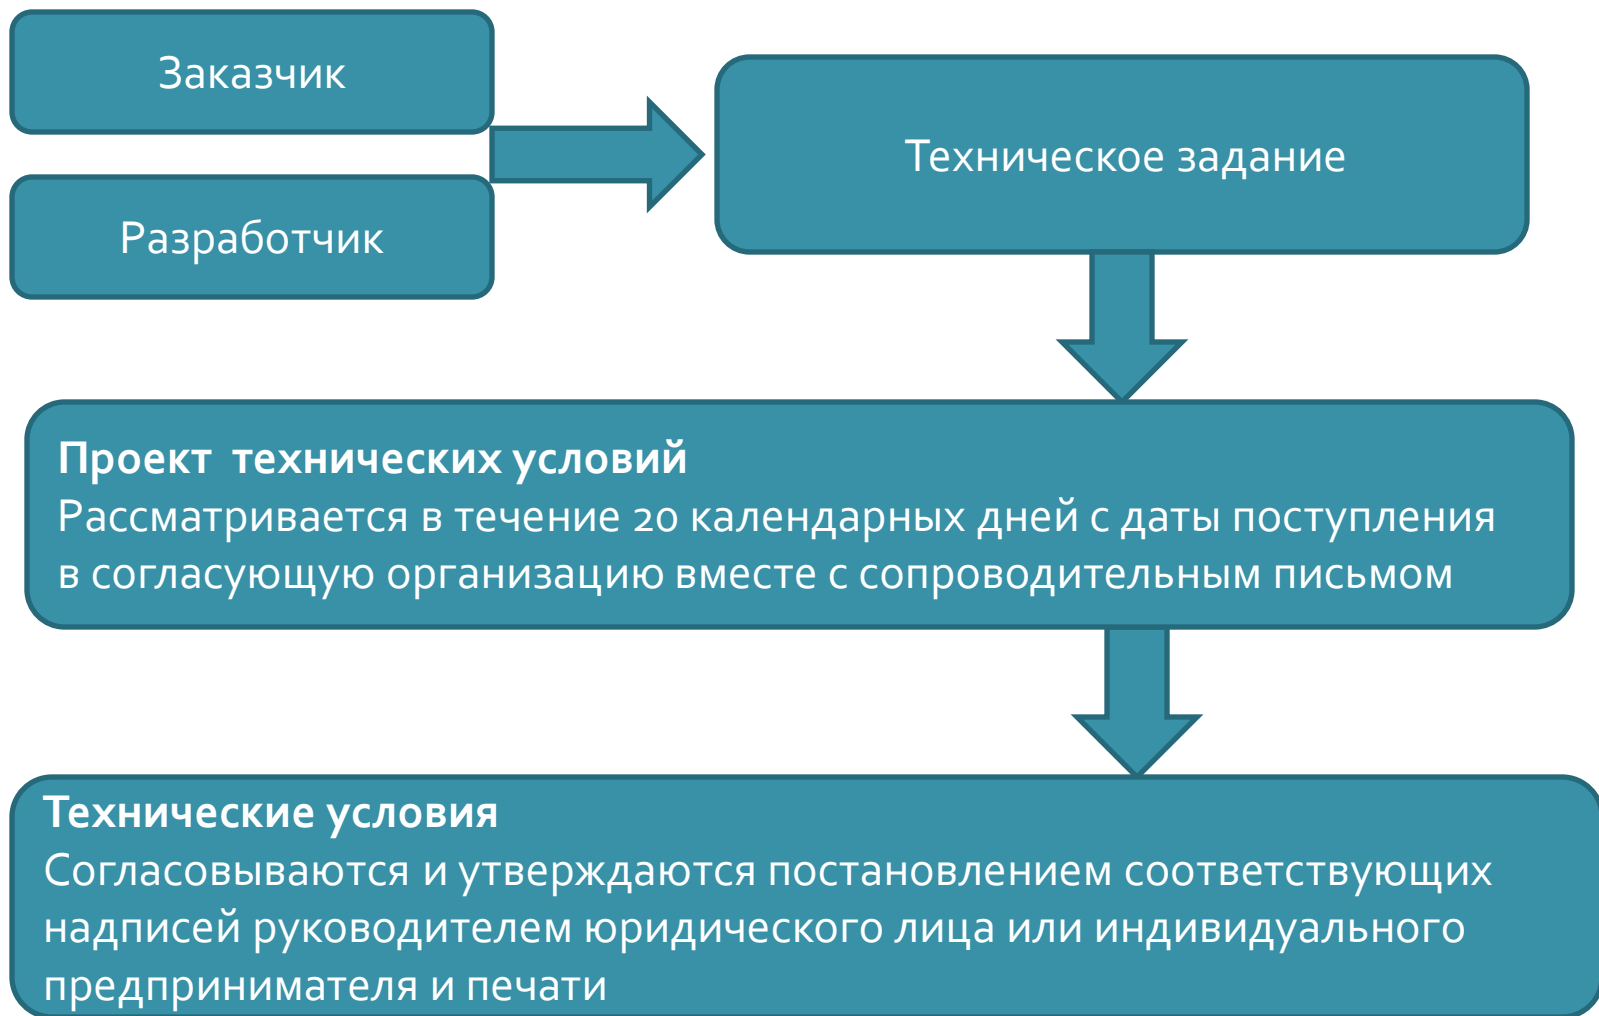 Заказчик
Разработчик
Техническое задание
Проект технических условий
Рассматривается в течение 20 календарных дней с даты поступления
в согласующую организацию вместе с сопроводительным письмом
Технические условия
Согласовываются и утверждаются постановлением соответствующих
надписей руководителем юридического лица или индивидуального
предпринимателя и печати